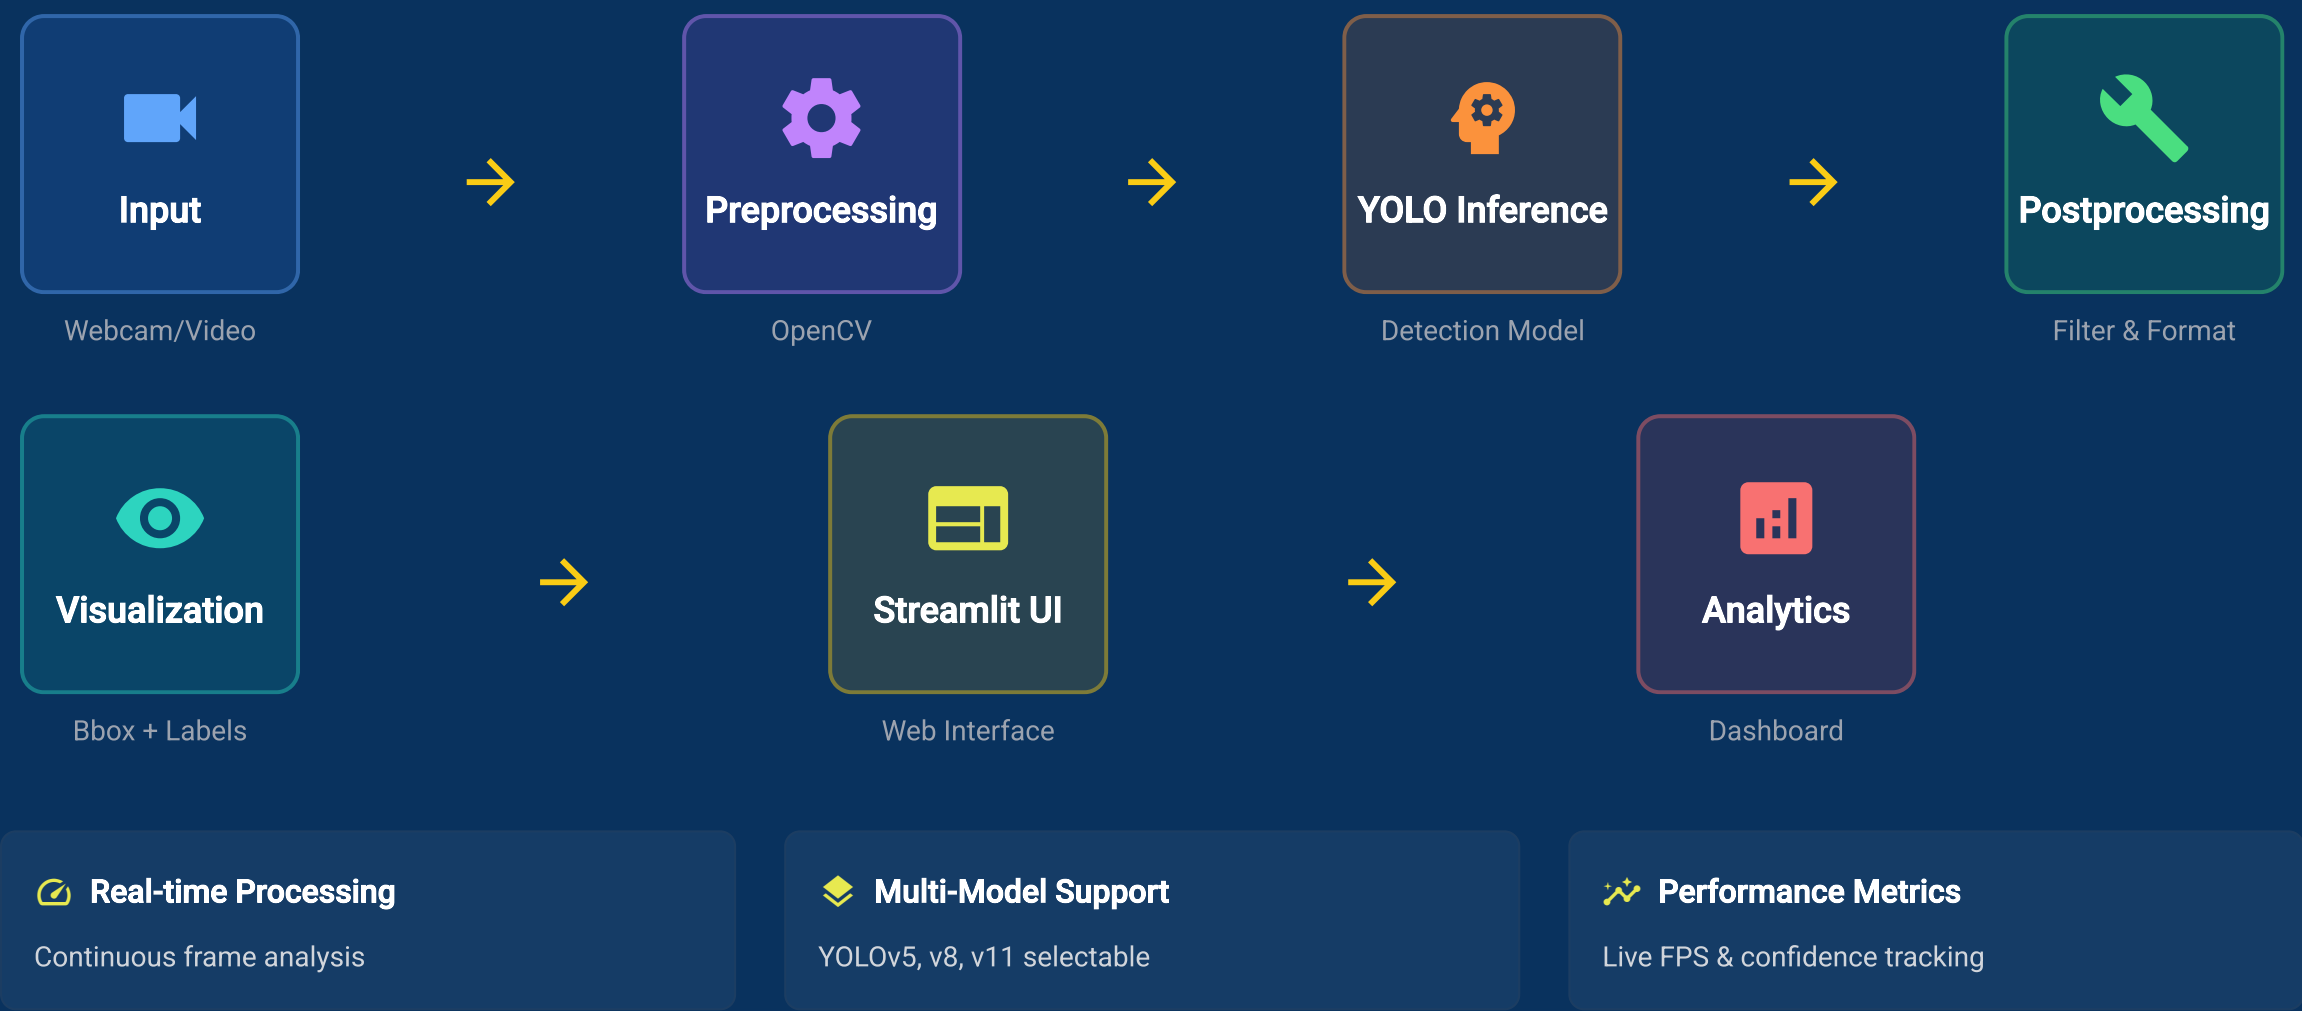 Input
Preprocessing
YOLO Inference
Postprocessing
Webcam/Video
OpenCV
Detection Model
Filter & Format
Visualization
Streamlit UI
Analytics
Bbox + Labels
Web Interface
Dashboard
Real-time Processing
Continuous frame analysis
Multi-Model Support
YOLOv5, v8, v11 selectable
Performance Metrics
Live FPS & confidence tracking